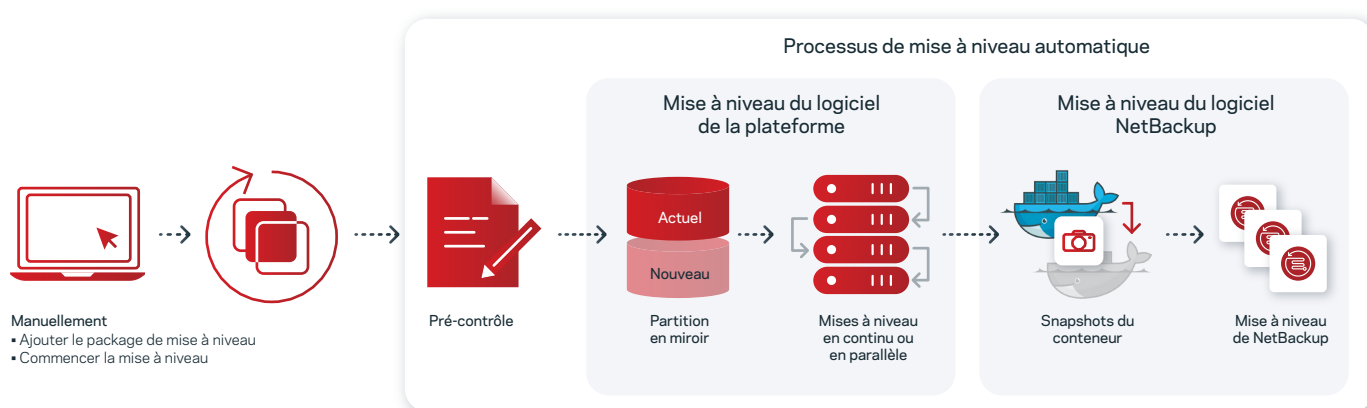 Processus de mise à niveau automatique
Mise à niveau du logiciel
de la plateforme
Mise à niveau du logiciel
NetBackup
Actuel
Nouveau
Manuellement
▪ Ajouter le package de mise à niveau
▪ Commencer la mise à niveau
Pré-contrôle
Partition
en miroir
Mises à niveau
en continu ou
en parallèle
Snapshots du
conteneur
Mise à niveau
de NetBackup